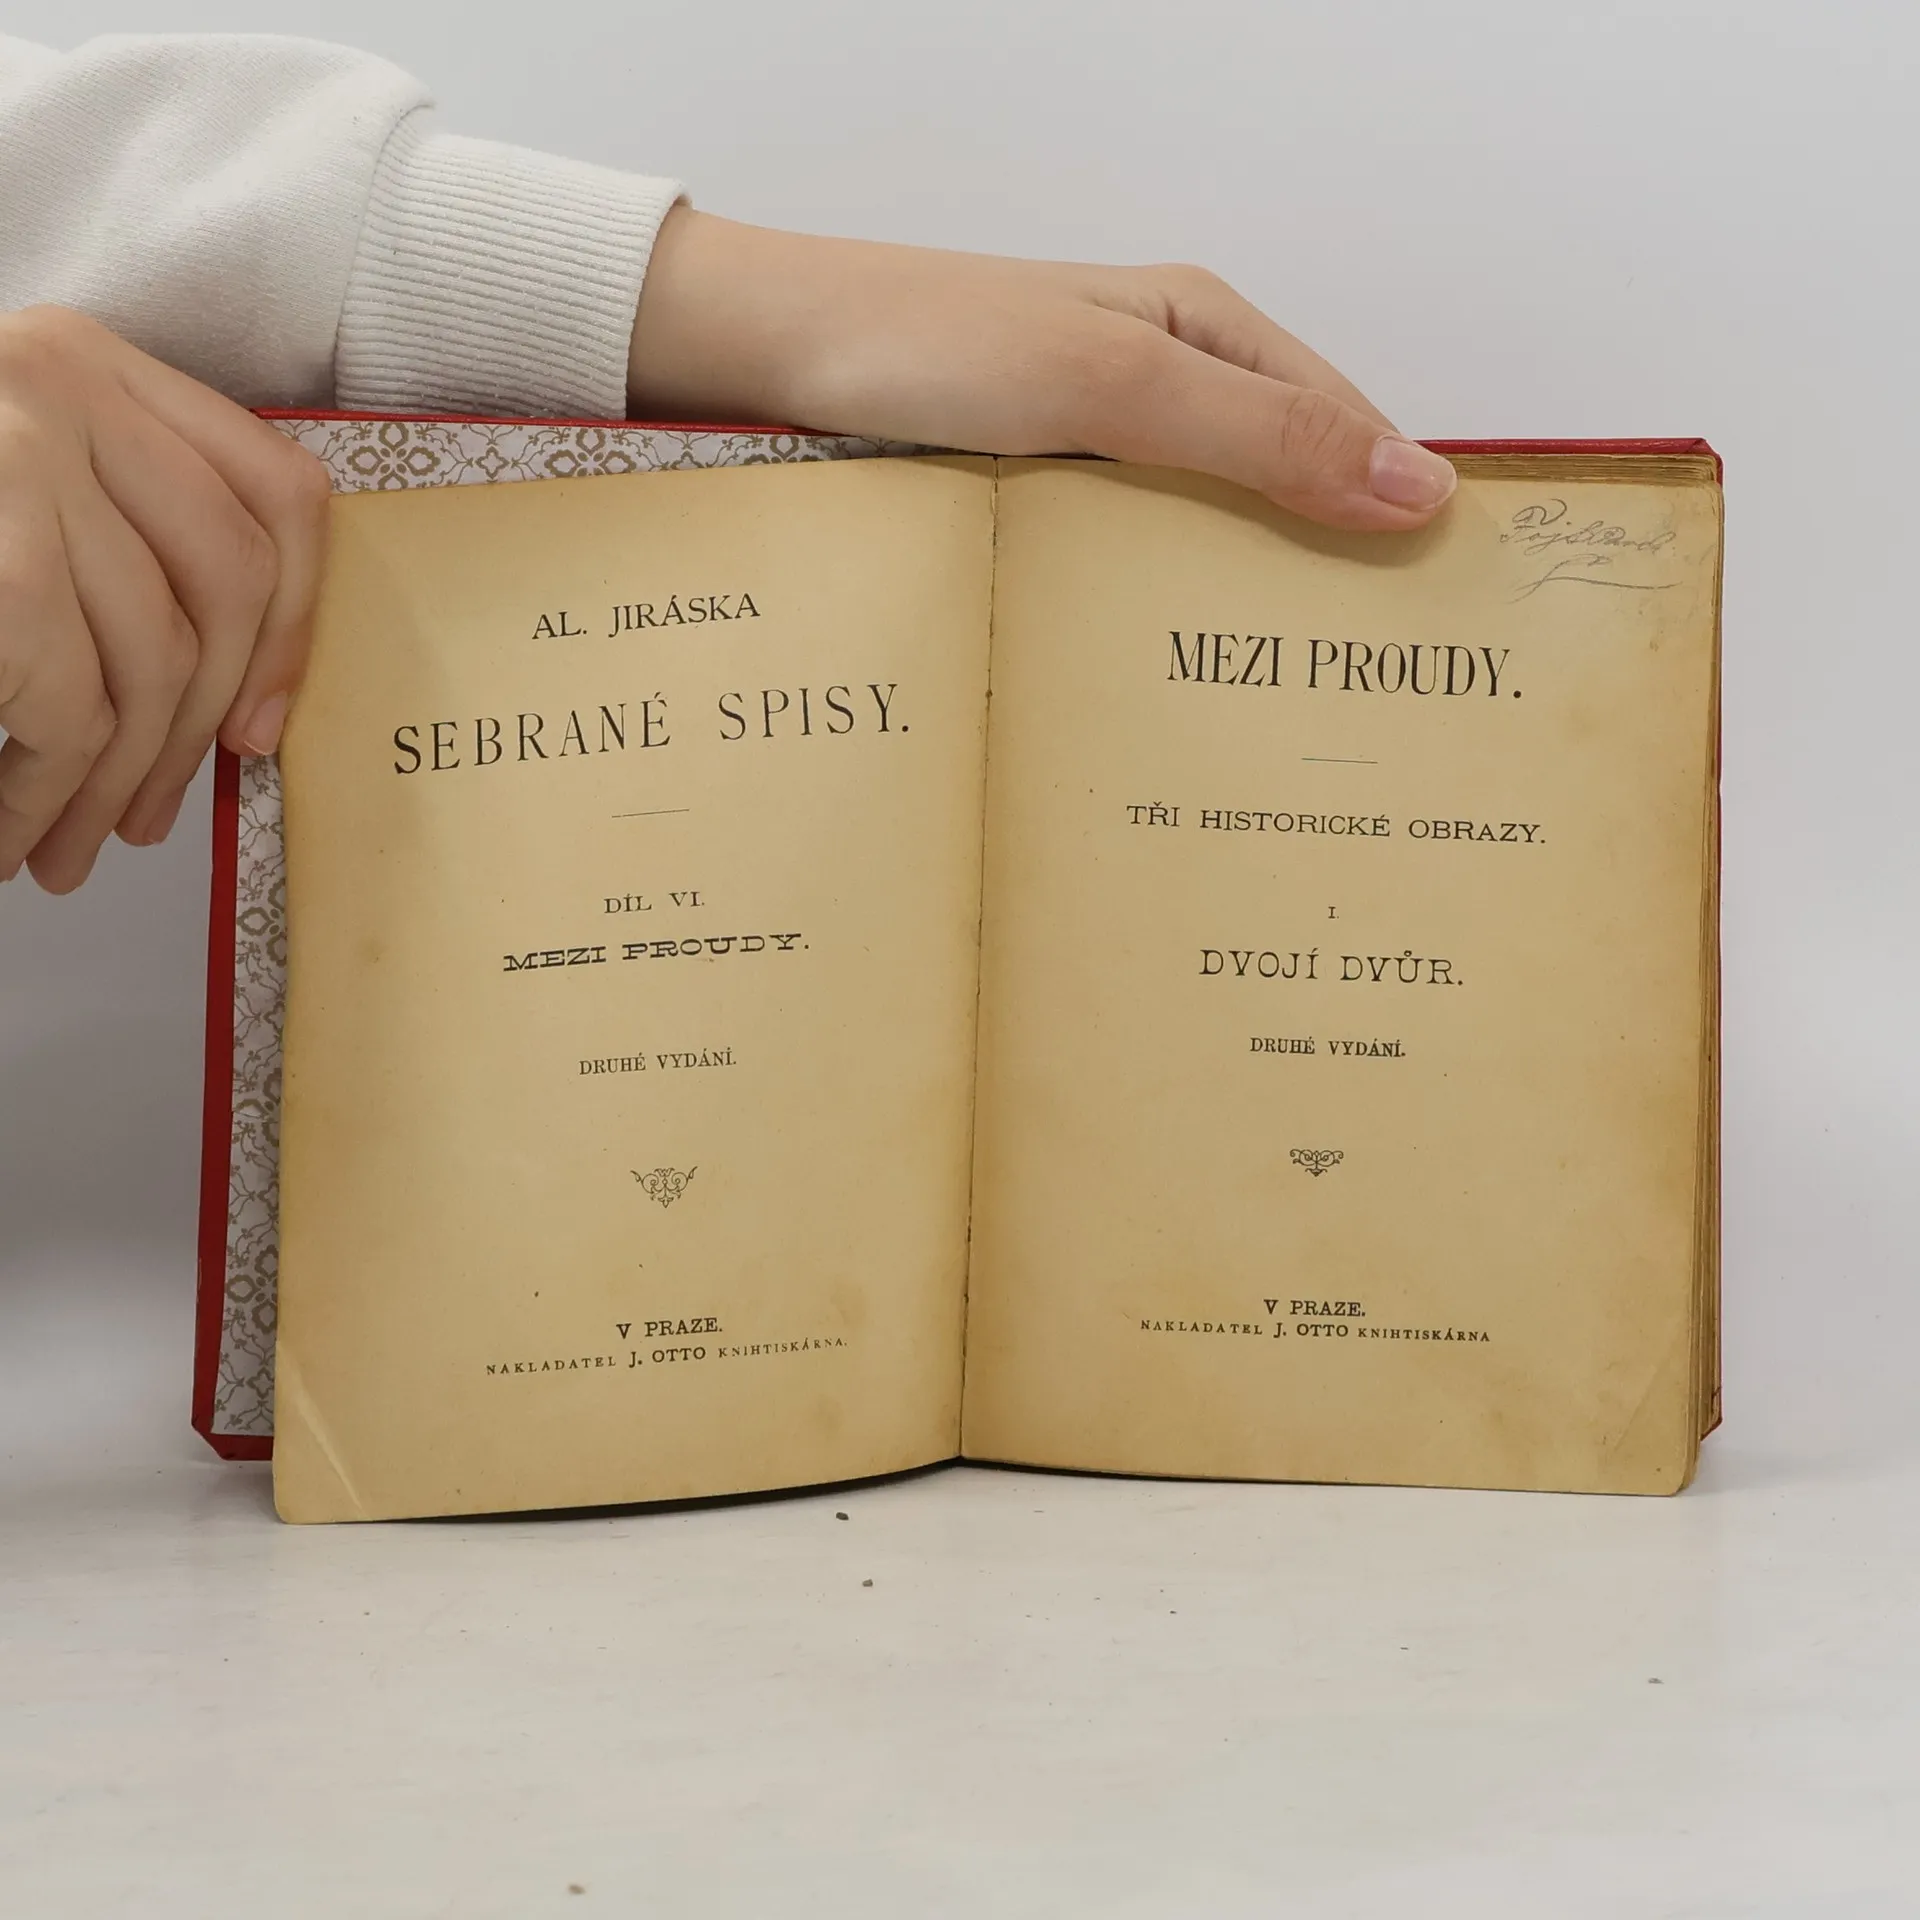 AL. JIRÁSKA
SEBRANÉ SPISY.
DÍL VI.
MEZI PROUDY.
DRUHÉ VYDÁNÍ.
V PRAZE.
NAKLADATEL J. OTTO KNIHTISKÁRNA.
MEZI PROUDY.
TŘI HISTORICKÉ OBRAZY.
I.
DVOJÍ DVŮR.
DRUHÉ VYDÁNÍ.
V PRAZE.
NAKLADATEL J. OTTO KNIHTISKÁRNA